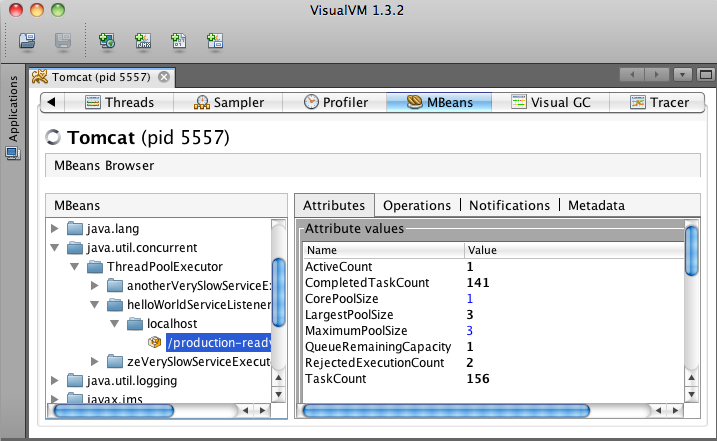 VisualVM 1.3.2
Applications
Tomcat (pid 5557)
Threads Sampler Profiler MBeans Visual GC Tracer
Tomcat (pid 5557)
MBeans Browser
MBeans
java.lang
java.util.concurrent
ThreadPoolExecutor
anotherVerySlowServiceE
helloWorldServiceListener
localhost
/production-ready
zeVerySlowServiceExecut
java.util.logging
javax.jms
Attributes Operations Notifications Metadata
Attribute values
Name Value
ActiveCount 1
CompletedTaskCount 141
CorePoolSize 1
LargestPoolSize 3
MaximumPoolSize 3
QueueRemainingCapacity 1
RejectedExecutionCount 2
TaskCount 156